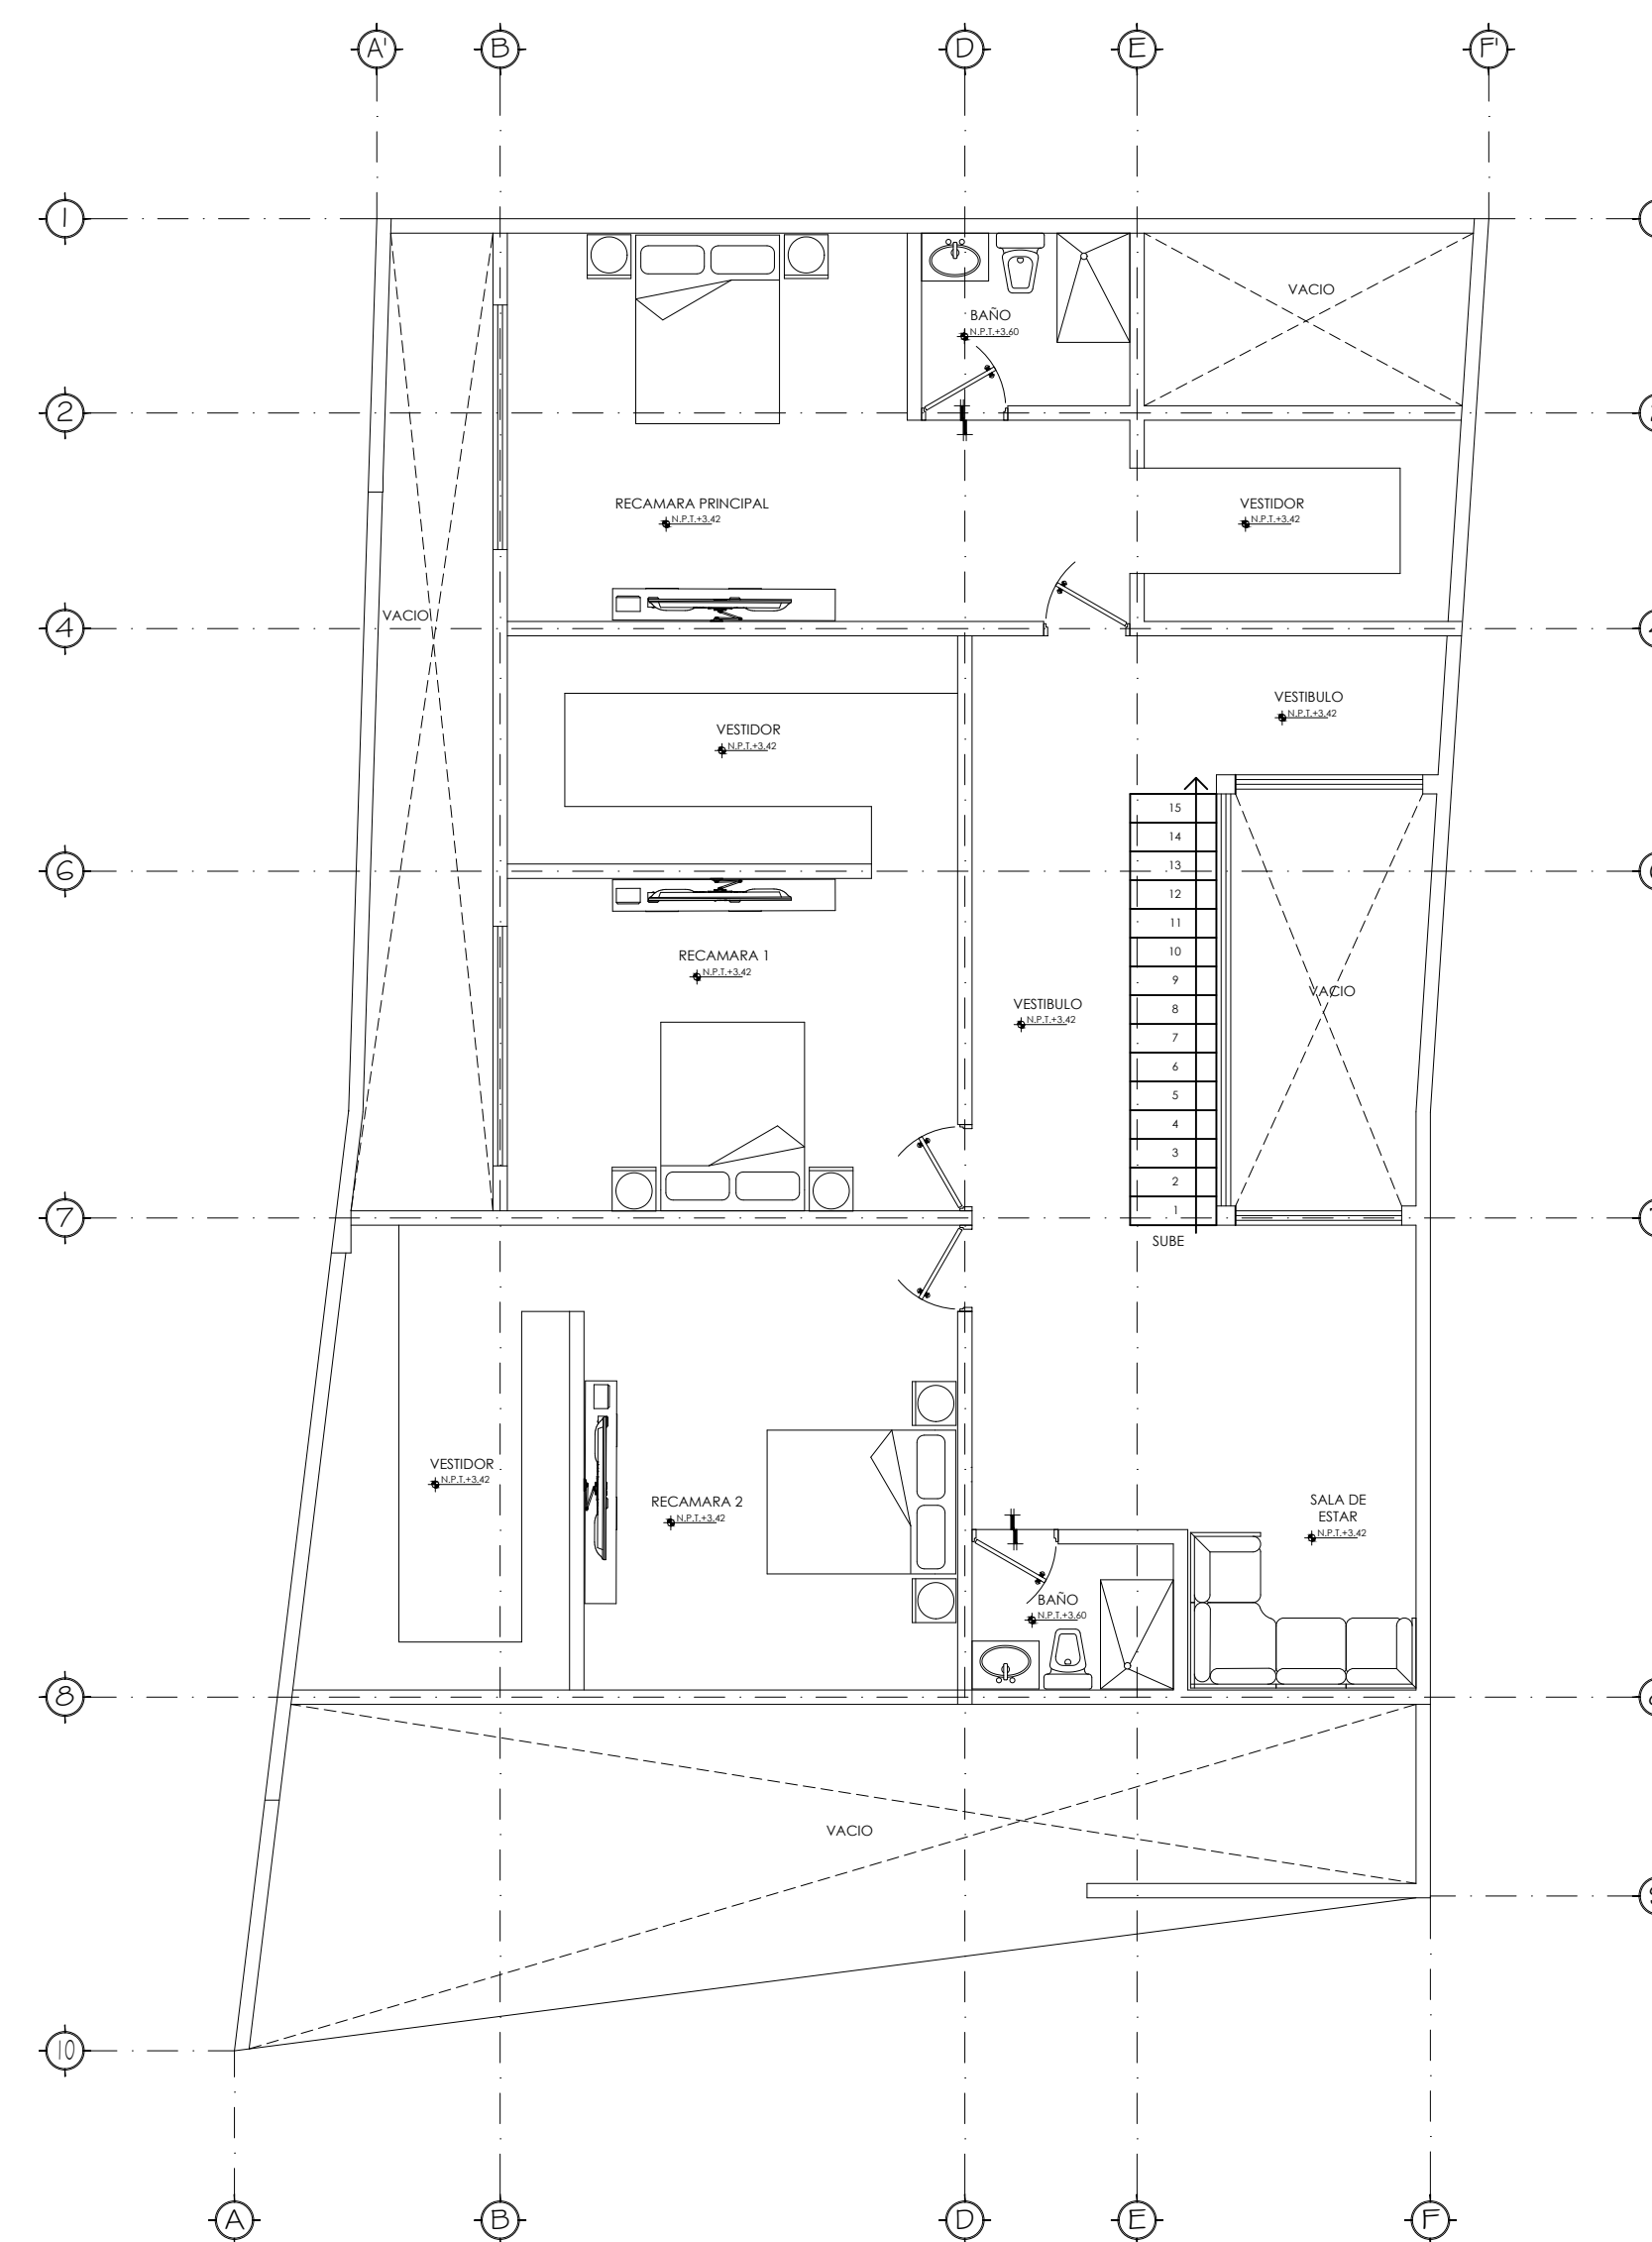 A'
B
D
E
F'
1
VACIO
BAÑO
N.P.T.+3.60
2
RECAMARA PRINCIPAL
N.P.T.+3.42
VESTIDOR
N.P.T.+3.42
VACIO
4
VESTIBULO
N.P.T.+3.42
VESTIDOR
N.P.T.+3.42
15
14
13
12
11
10
9
8
7
6
5
4
3
2
1
SUBE
6
RECAMARA 1
N.P.T.+3.42
VACIO
VESTIBULO
N.P.T.+3.42
7
VESTIDOR
N.P.T.+3.42
RECAMARA 2
N.P.T.+3.42
SALA DE
ESTAR
N.P.T.+3.42
BAÑO
N.P.T.+3.60
8
VACIO
10
A
B
D
E
F